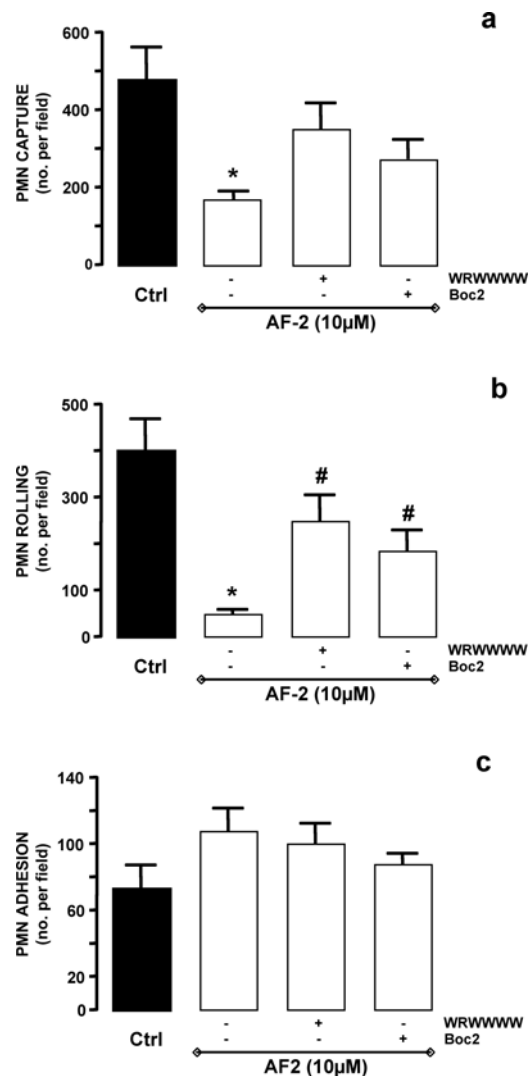 a
PMN CAPTURE
(no. per field)
600
400
200
0
*
- + - WRWWWW
- - + Boc2
Ctrl
AF-2 (10µM)
b
PMN ROLLING
(no. per field)
500
300
100
0
*
#
#
- + - WRWWWW
- - + Boc2
Ctrl
AF-2 (10µM)
c
PMN ADHESION
(no. per field)
140
100
60
20
0
- + - WRWWWW
- - + Boc2
Ctrl
AF2 (10µM)